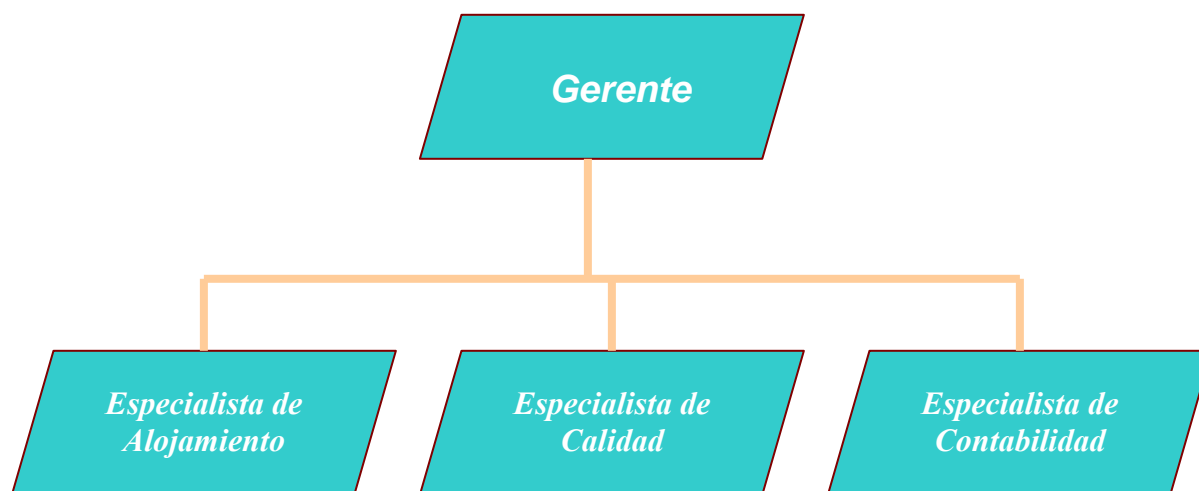 Gerente
Especialista de
Alojamiento
Especialista de
Calidad
Especialista de
Contabilidad